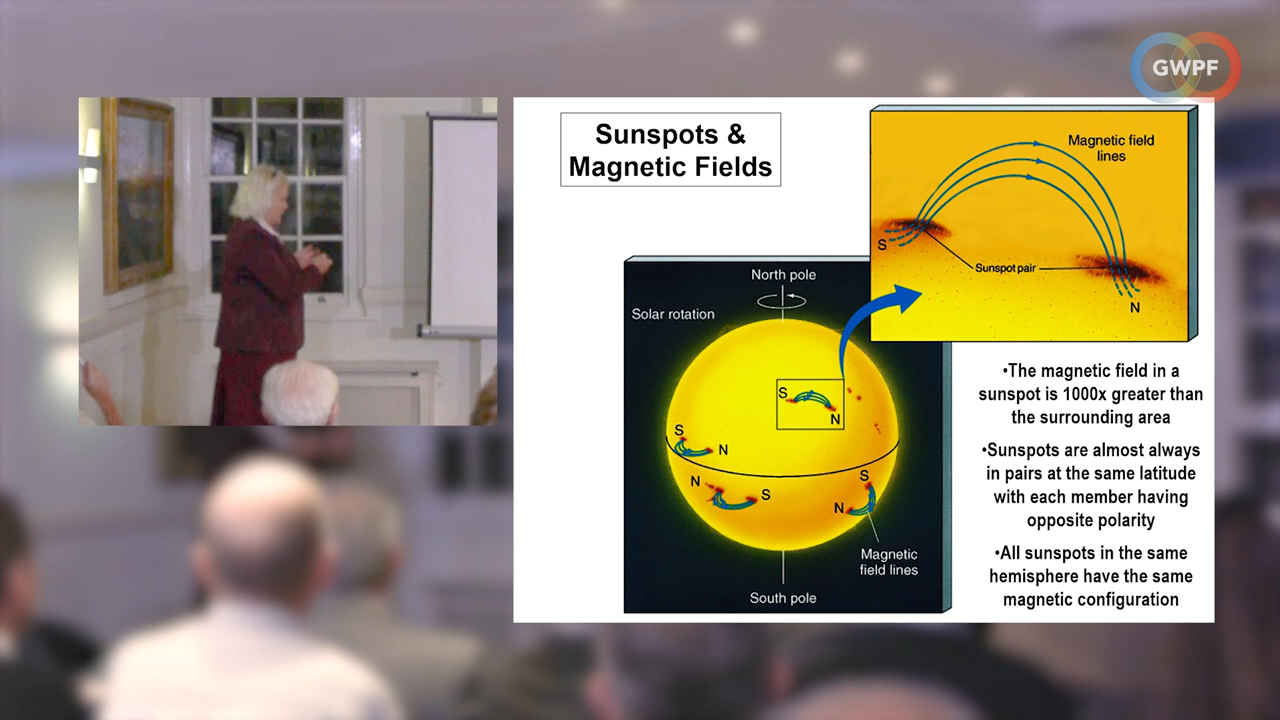 GWPF
Sunspots &
Magnetic Fields
Magnetic field
lines
S
Sunspot pair
N
North pole
Solar rotation
S
N
S
N
N
S
S
N
Magnetic
field lines
South pole
•The magnetic field in a
sunspot is 1000x greater than
the surrounding area
•Sunspots are almost always
in pairs at the same latitude
with each member having
opposite polarity
•All sunspots in the same
hemisphere have the same
magnetic configuration